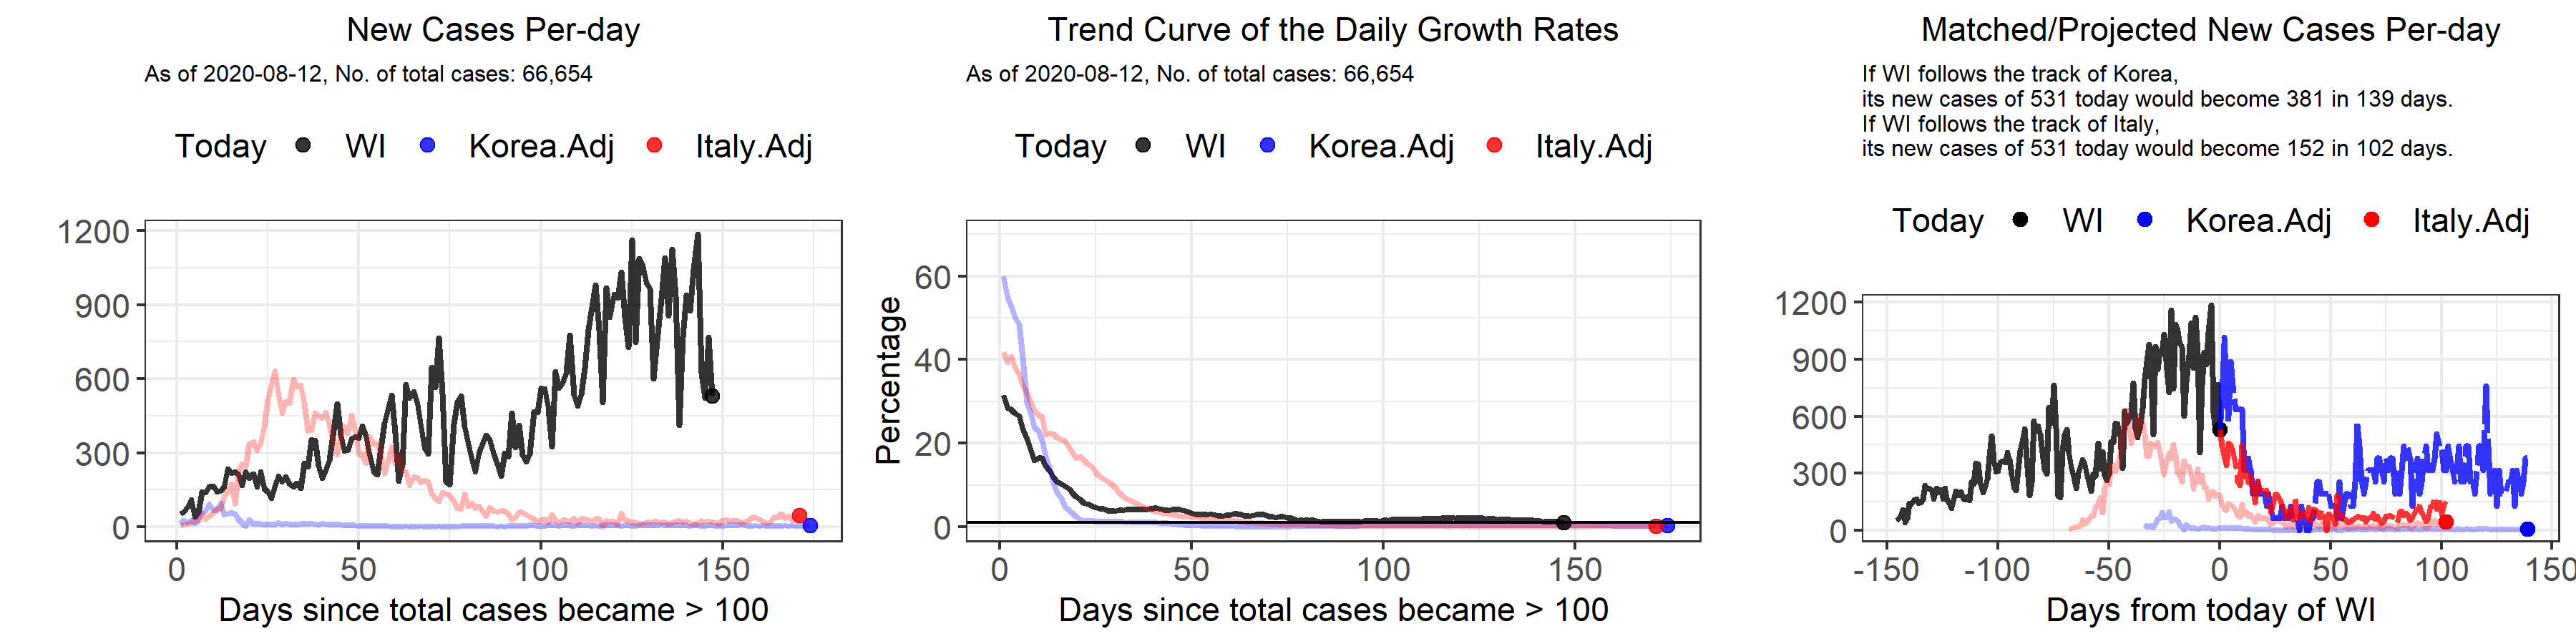 New Cases Per-day
As of 2020-08-12, No. of total cases: 66,654
Today WI Korea.Adj Italy.Adj
1200
900
600
300
0
0 50 100 150
Days since total cases became > 100
Trend Curve of the Daily Growth Rates
As of 2020-08-12, No. of total cases: 66,654
Today WI Korea.Adj Italy.Adj
Percentage
60
40
20
0
0 50 100 150
Days since total cases became > 100
Matched/Projected New Cases Per-day
If WI follows the track of Korea,
its new cases of 531 today would become 381 in 139 days.
If WI follows the track of Italy,
its new cases of 531 today would become 152 in 102 days.
Today WI Korea.Adj Italy.Adj
1200
900
600
300
0
-150 -100 -50 0 50 100 150
Days from today of WI